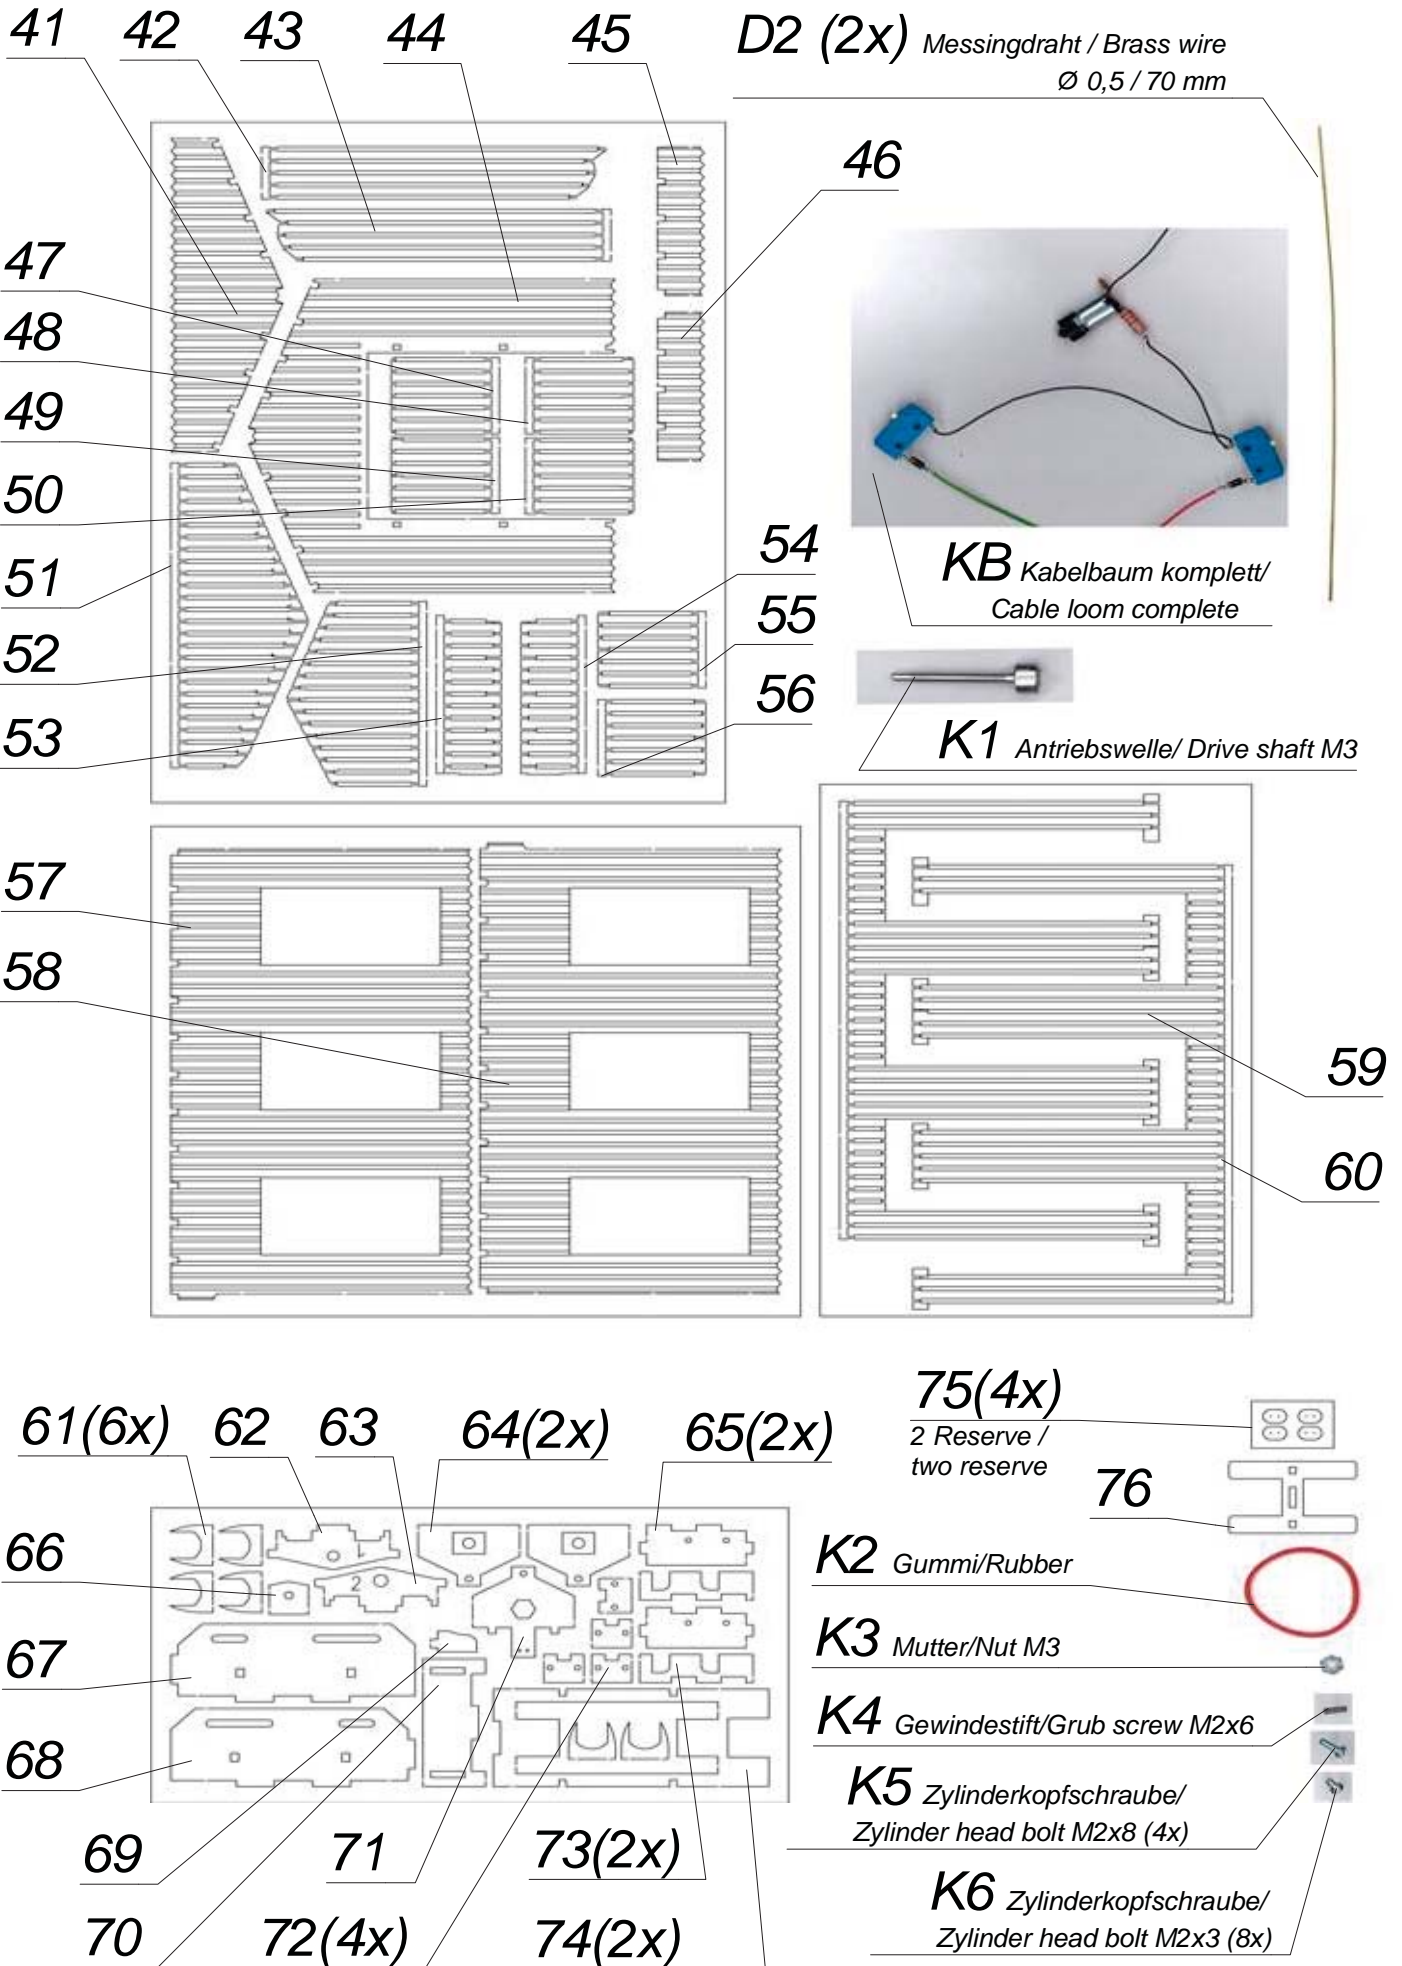 41 42 43 44 45
D2 (2x) Messingdraht / Brass wire
Ø 0,5 / 70 mm
46
47
48
49
50
51
52
53
54
55
56
KB Kabelbaum komplett/
Cable loom complete
K1 Antriebswelle/ Drive shaft M3
57
58
59
60
61(6x) 62 63 64(2x) 65(2x)
75(4x)
2 Reserve /
two reserve
76
66
67
68
2
K2 Gummi/Rubber
K3 Mutter/Nut M3
K4 Gewindestift/Grub screw M2x6
K5 Zylinderkopfschraube/
Zylinder head bolt M2x8 (4x)
K6 Zylinderkopfschraube/
Zylinder head bolt M2x3 (8x)
69 71 73(2x)
70 72(4x) 74(2x)